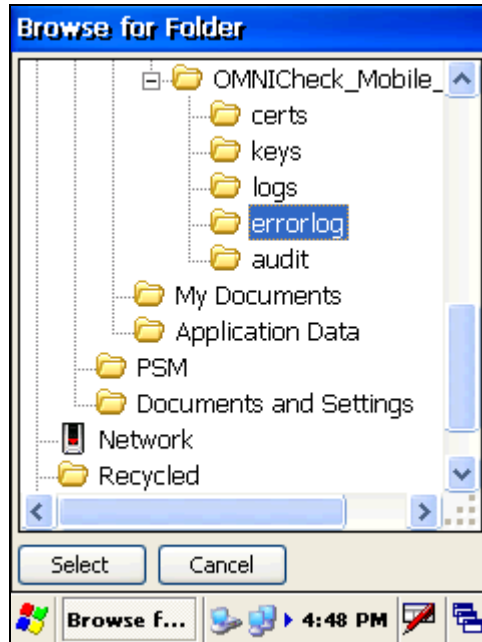 Browse for Folder
OMNICheck_Mobile_
certs
keys
logs
errorlog
audit
My Documents
Application Data
PSM
Documents and Settings
Network
Recycled
Select Cancel
Browse f... 4:48 PM